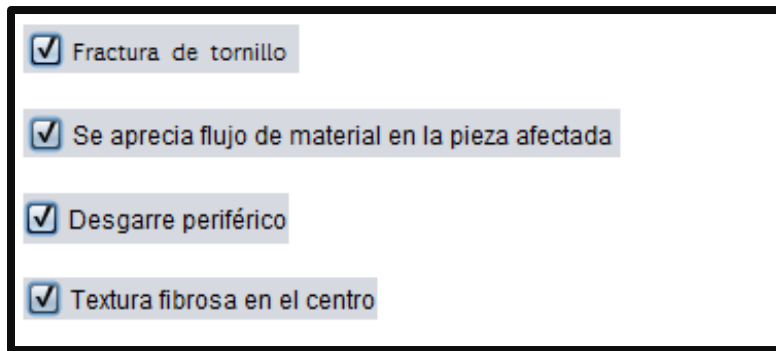 Fractura de tornillo
Se aprecia flujo de material en la pieza afectada
Desgarre periférico
Textura fibrosa en el centro